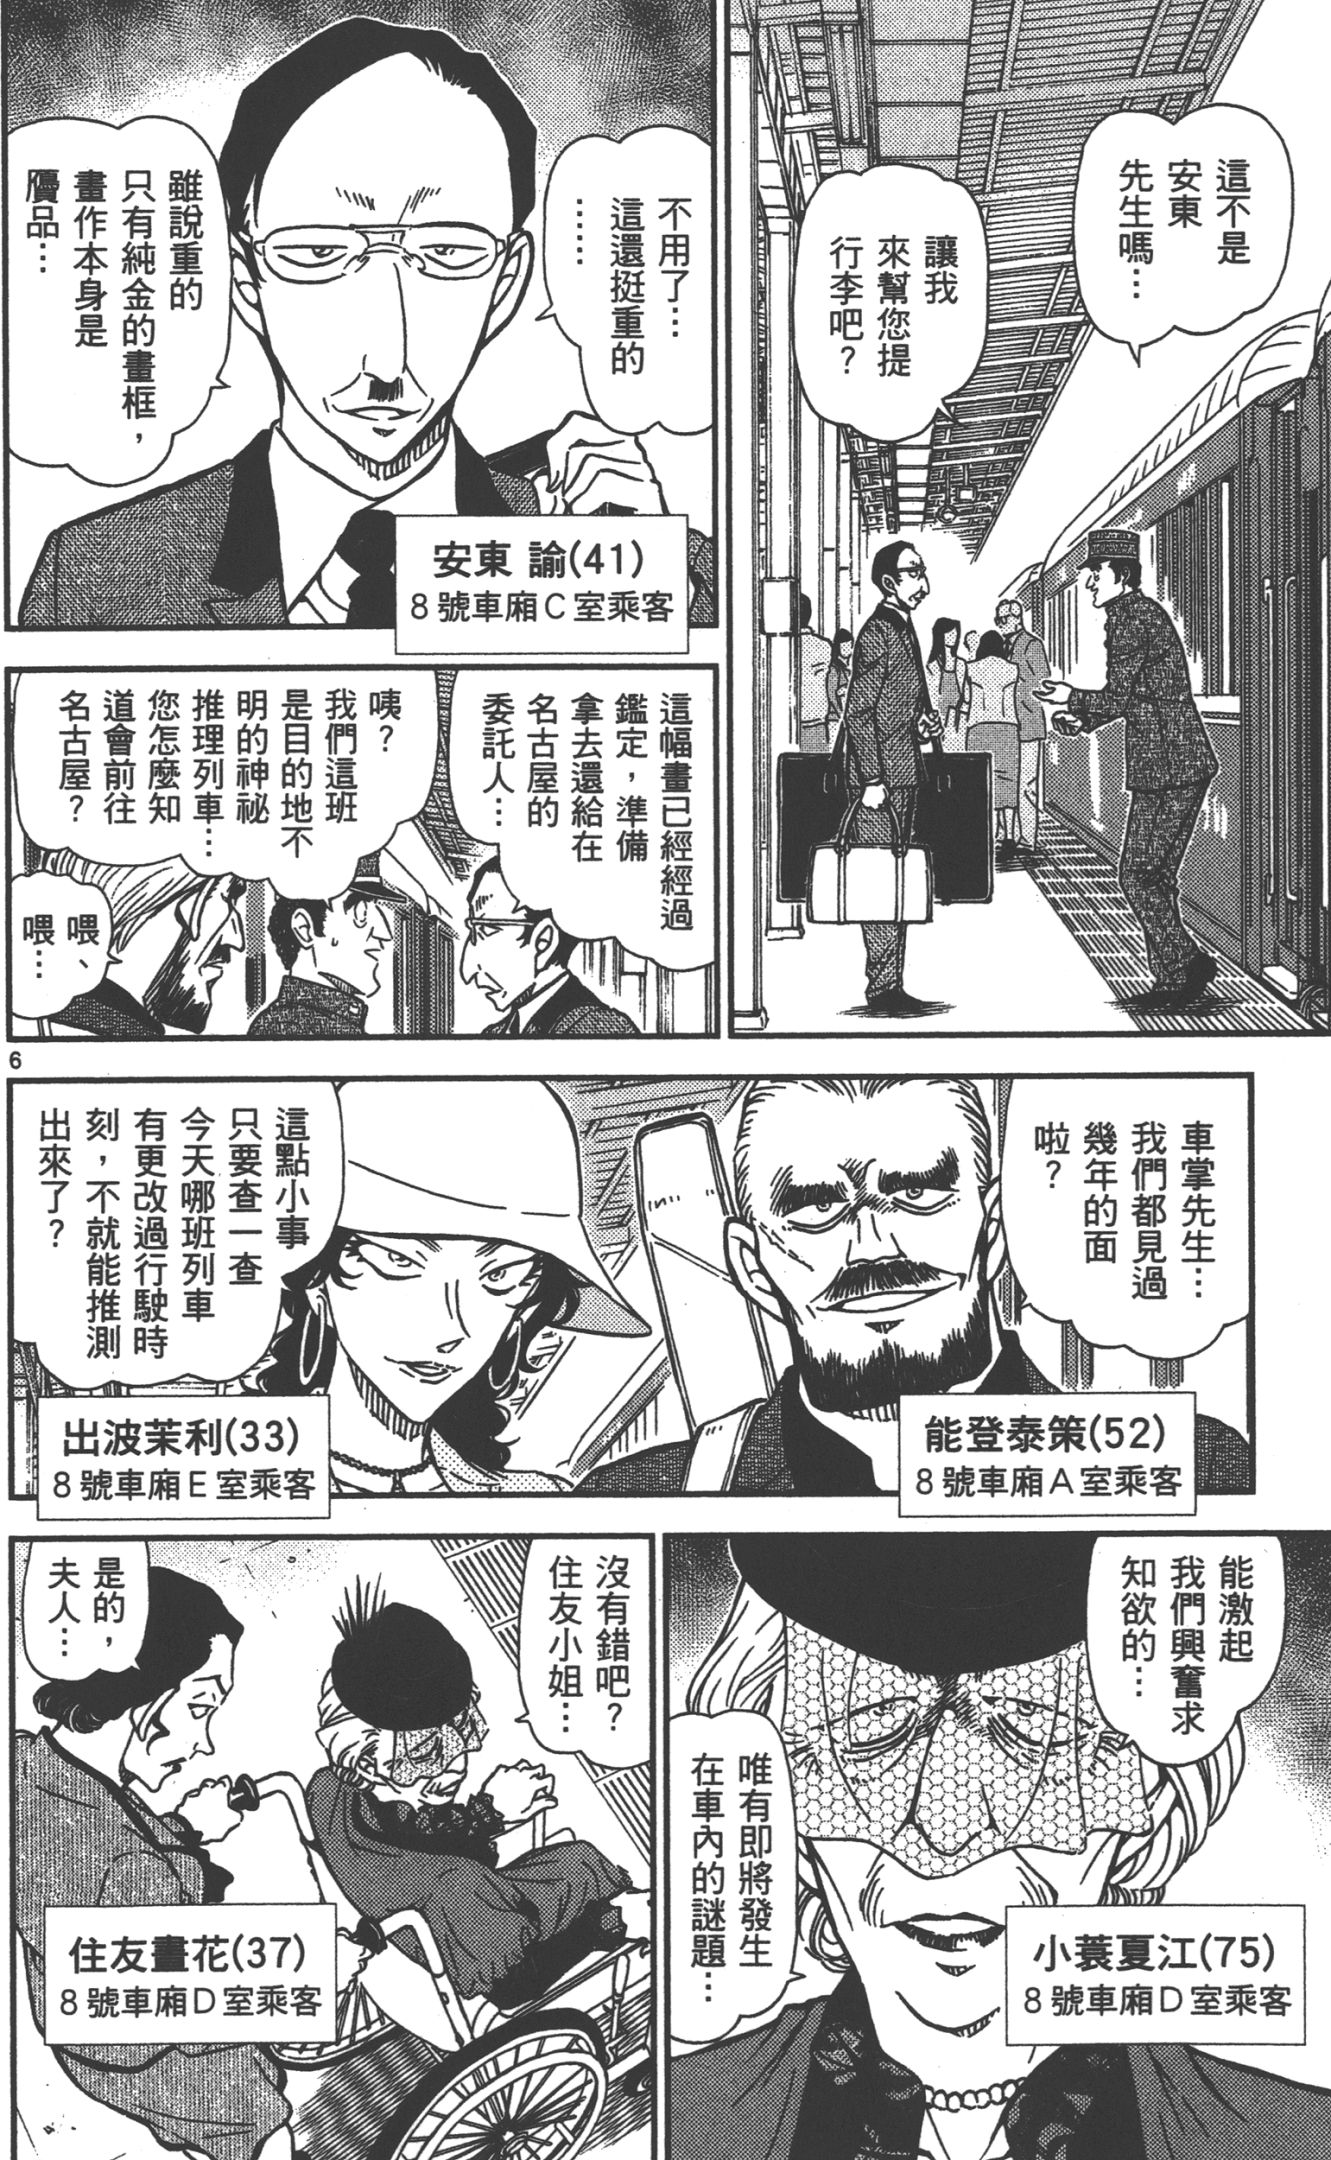 這不是
安東
先生嗎…
讓我
來幫您提
行李吧？
不用了…
這還挺重的
……
雖說重的
只有純金的畫框，
畫作本身是
贗品…
安東 諭(41)
8號車廂C室乘客
這幅畫已經經過
鑑定，準備
拿去還給在
名古屋的
委託人…
咦？
我們這班
是目的地不
明的神祕
推理列車…
您怎麼知
道會前往
名古屋？
喂、
喂…
6
車掌先生…
我們都見過
幾年的面
啦？
能登泰策(52)
8號車廂A室乘客
這點小事
只要查一查
今天哪班列車
有更改過行駛時
刻，不就能推測
出來了？
出波茉利(33)
8號車廂E室乘客
能激起
我們興奮求
知欲的…
唯有即將發生
在車內的謎題…
小蓑夏江(75)
8號車廂D室乘客
沒有錯吧？
住友小姐…
是的，
夫人…
住友畫花(37)
8號車廂D室乘客